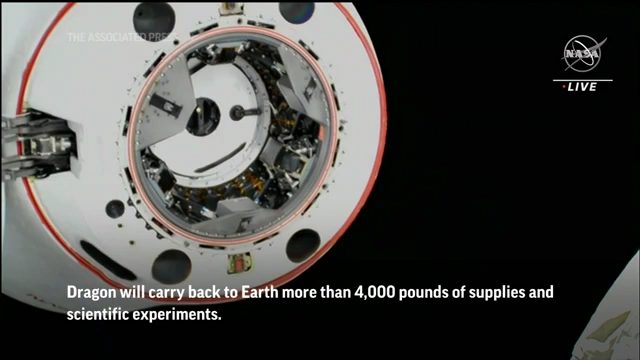 THE ASSOCIATED PRESS
NASA
LIVE
Dragon will carry back to Earth more than 4,000 pounds of supplies and
scientific experiments.